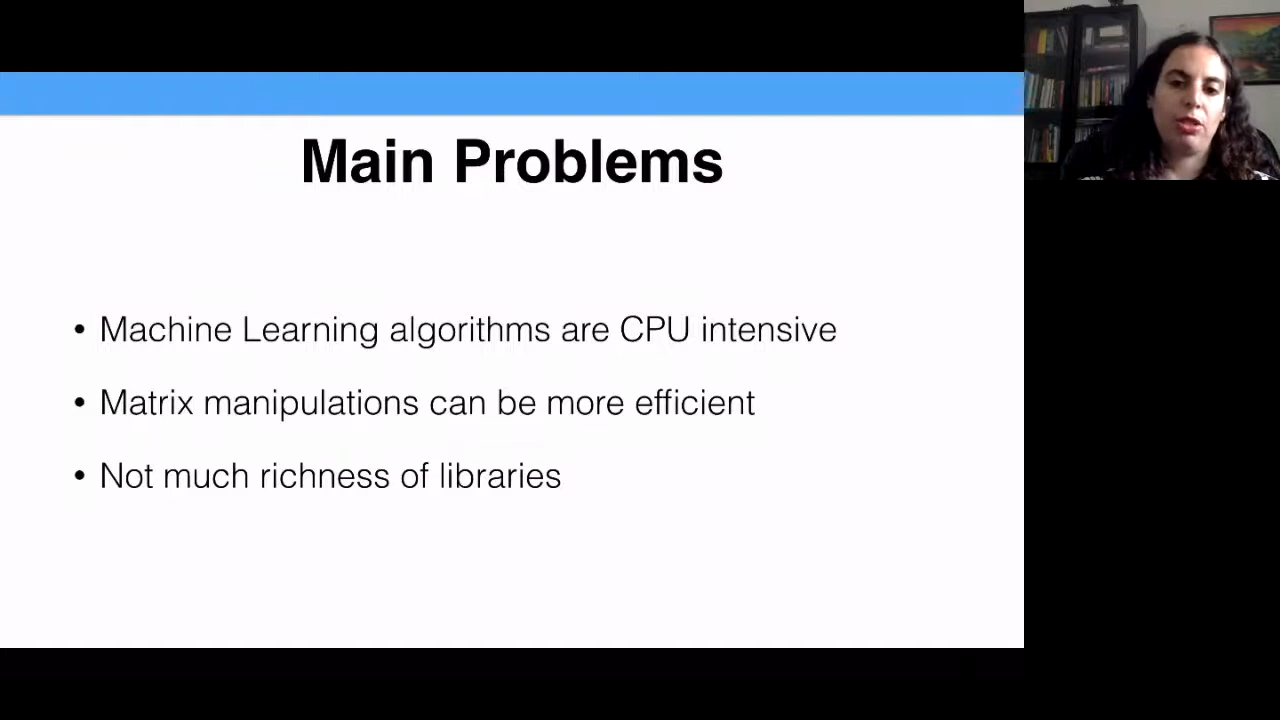 Main Problems
• Machine Learning algorithms are CPU intensive
• Matrix manipulations can be more efficient
• Not much richness of libraries